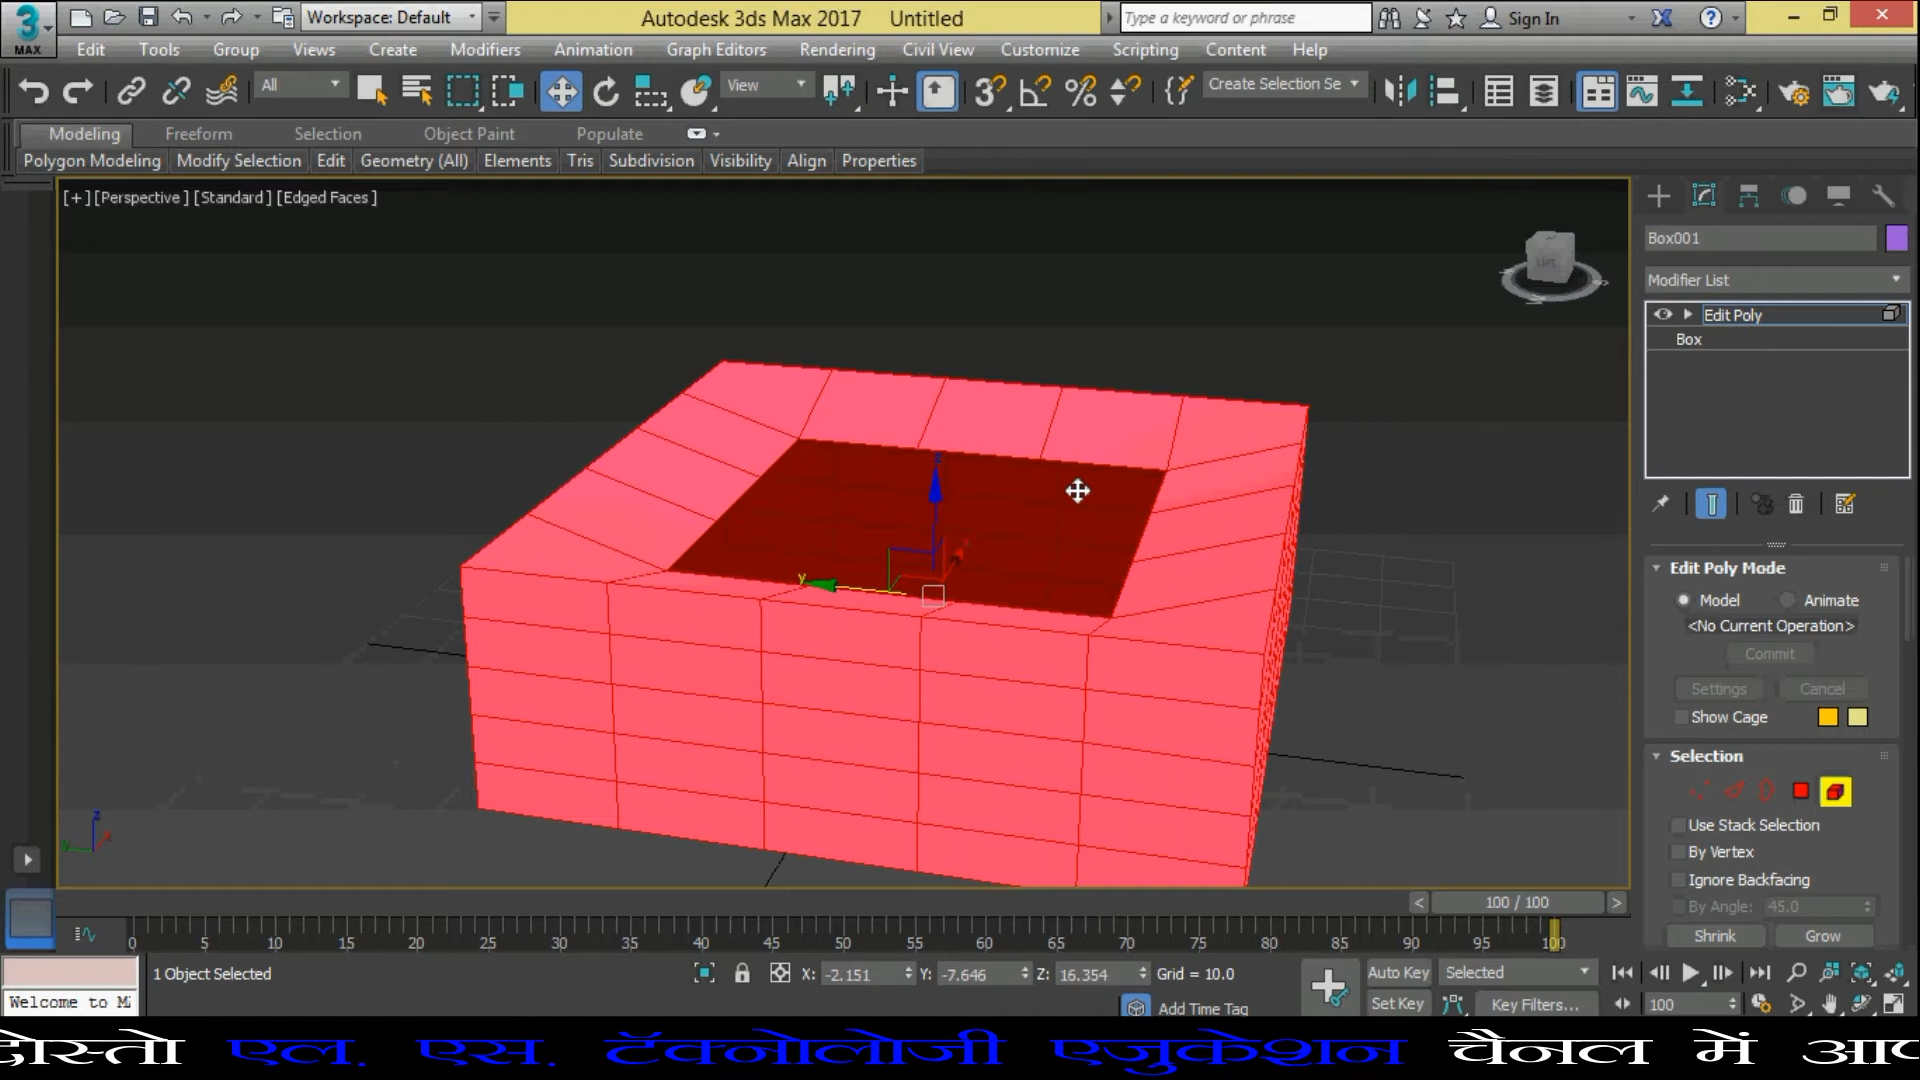 3
MAX
Workspace: Default
Autodesk 3ds Max 2017 Untitled
Type a keyword or phrase
Sign In
Edit Tools Group Views Create Modifiers Animation Graph Editors Rendering Civil View Customize Scripting Content Help
All
View
Create Selection Se
Modeling Freeform Selection Object Paint Populate
Polygon Modeling Modify Selection Edit Geometry (All) Elements Tris Subdivision Visibility Align Properties
[+] [Perspective ] [Standard ] [Edged Faces ]
Box001
Modifier List
Edit Poly
Box
Edit Poly Mode
Model Animate
<No Current Operation>
Commit
Settings Cancel
Show Cage
Selection
Use Stack Selection
By Vertex
Ignore Backfacing
By Angle: 45.0
Shrink Grow
z
y
z
< 100 / 100 >
0 5 10 15 20 25 30 35 40 45 50 55 60 65 70 75 80 85 90 95 100
1 Object Selected
X: -2.151 Y: -7.646 Z: 16.354 Grid = 10.0
Auto Key Selected
Welcome to M
Add Time Tag
Set Key Key Filters...
100
दोस्तो एल. एस. टॅक्नोलोजी एजुकेशन चैनल में आप